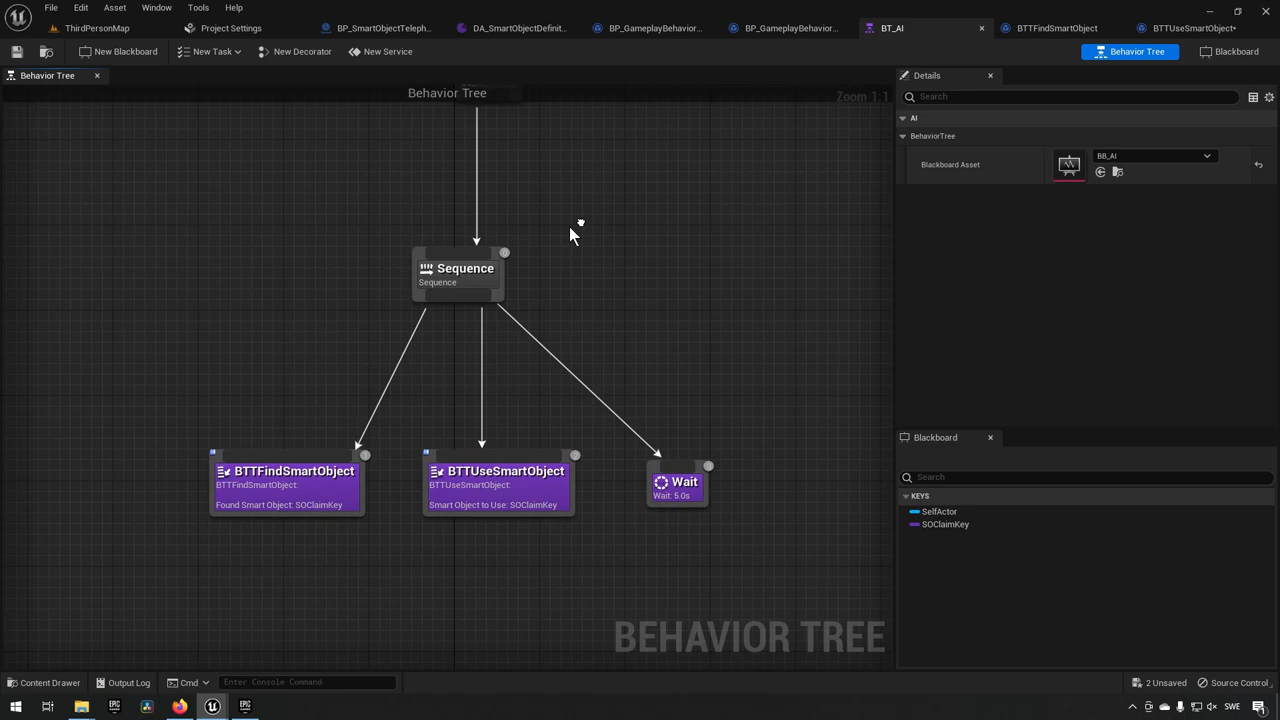 File Edit Asset Window Tools Help
ThirdPersonMap Project Settings BP_SmartObjectTeleph... DA_SmartObjectDefinit... BP_GameplayBehavior... BP_GameplayBehavior... BT_AI BTTFindSmartObject BTTUseSmartObject*
New Blackboard New Task New Decorator New Service Behavior Tree Blackboard
Behavior Tree
Details
Behavior Tree
Zoom 1:1
Search
AI
BehaviorTree
Blackboard Asset
BB_AI
Sequence
Sequence
BTTFindSmartObject
BTTFindSmartObject:
Found Smart Object: SOClaimKey
BTTUseSmartObject
BTTUseSmartObject:
Smart Object to Use: SOClaimKey
Wait
Wait: 5.0s
Blackboard
Search
KEYS
SelfActor
SOClaimKey
BEHAVIOR TREE
Content Drawer Output Log Cmd Enter Console Command 2 Unsaved Source Control
EPIC GAMES EPIC GAMES SWE